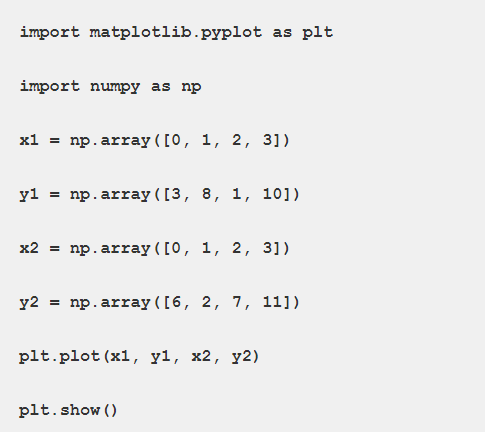 import matplotlib.pyplot as plt
import numpy as np
x1 = np.array([0, 1, 2, 3])
y1 = np.array([3, 8, 1, 10])
x2 = np.array([0, 1, 2, 3])
y2 = np.array([6, 2, 7, 11])
plt.plot(x1, y1, x2, y2)
plt.show()